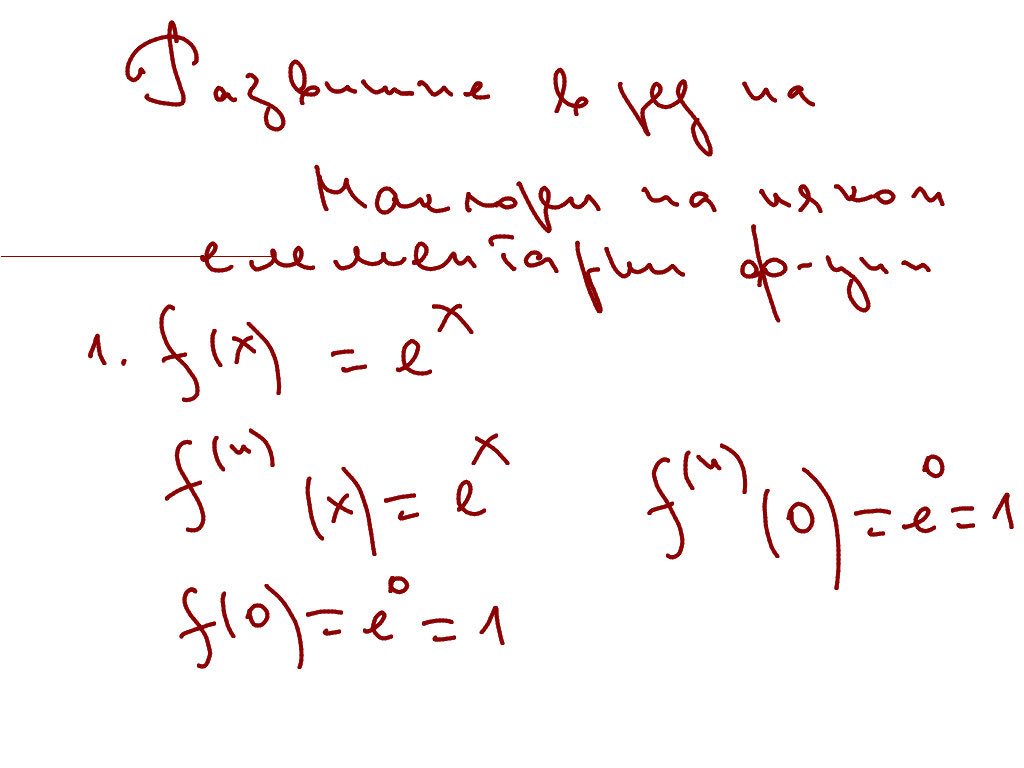 Развитие в ред на
Маклорен на някои
елементарни ф-ции
1. f(x) = e^x
f^(n) (x) = e^x f^(n) (0) = e^0 = 1
f(0) = e^0 = 1